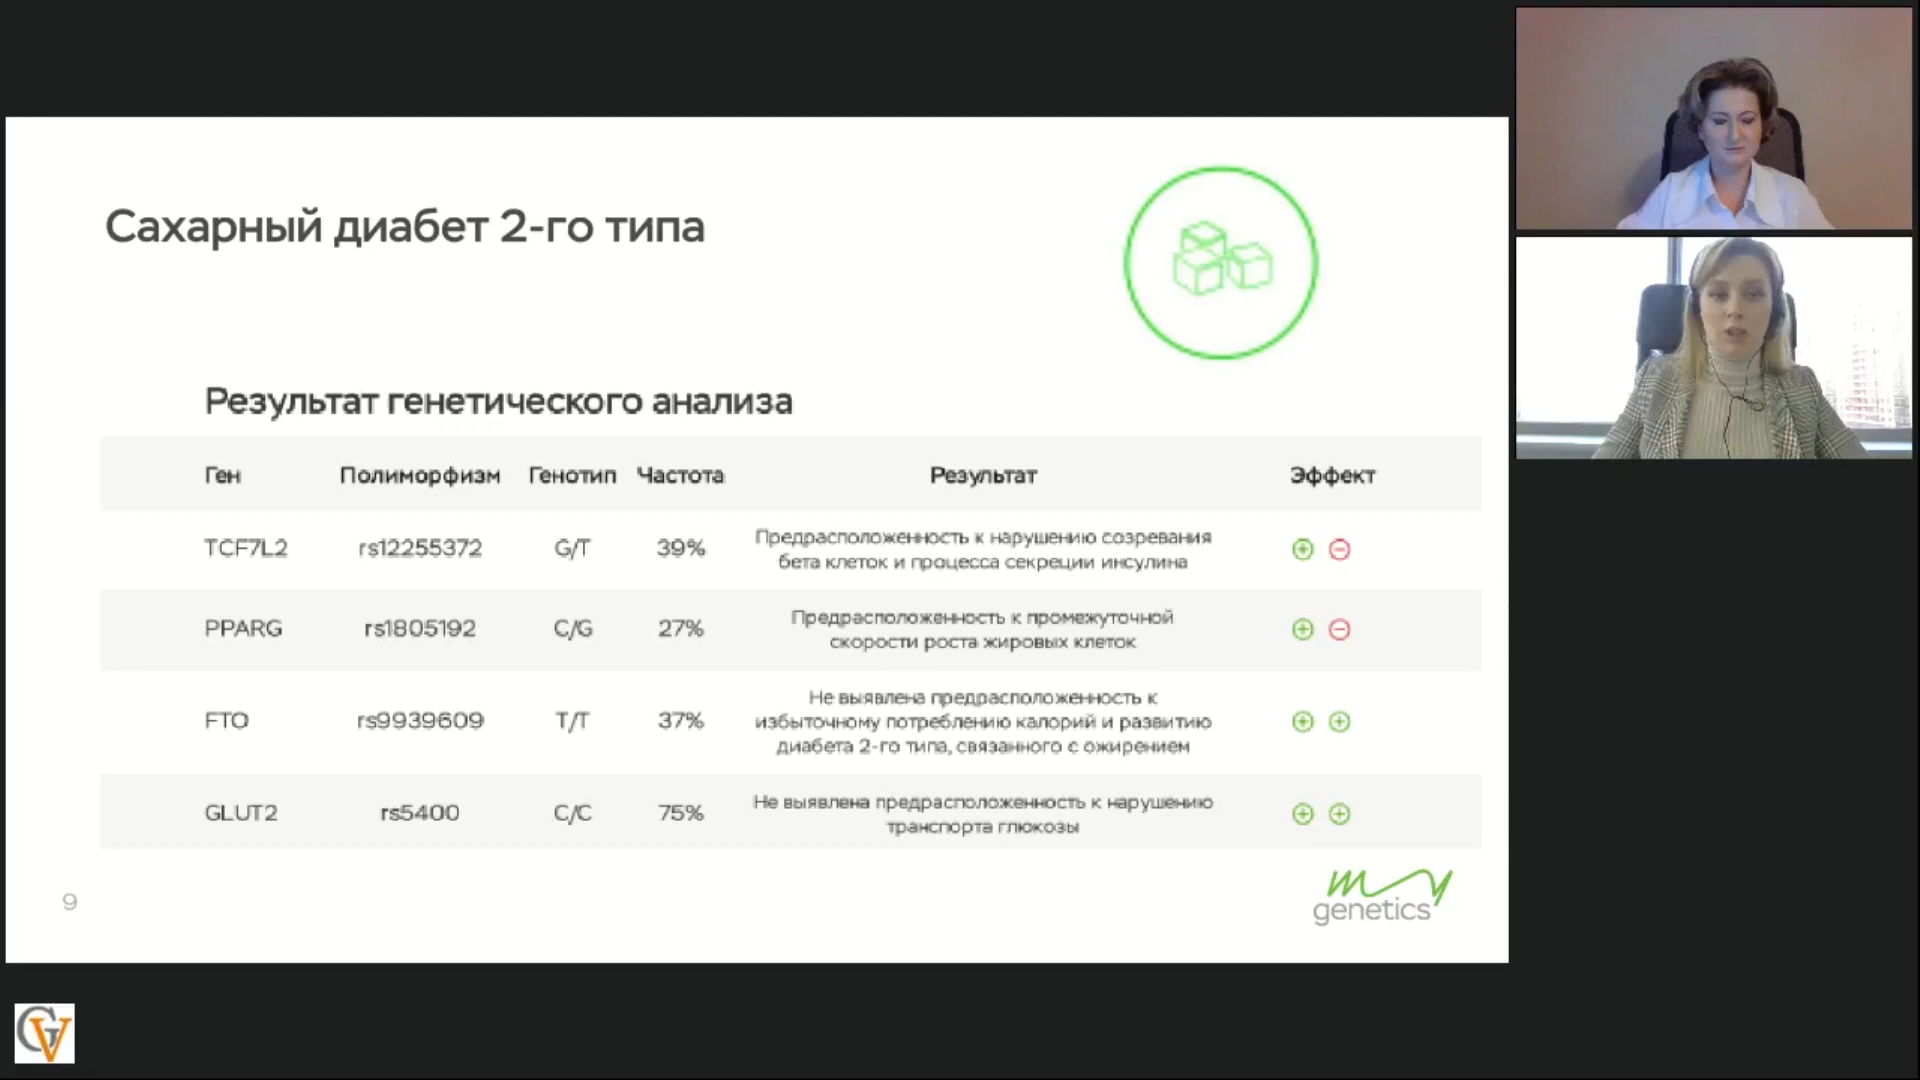 Сахарный диабет 2-го типа
Результат генетического анализа
Ген Полиморфизм Генотип Частота Результат Эффект
TCF7L2 rs12255372 G/T 39% Предрасположенность к нарушению созревания
бета клеток и процесса секреции инсулина
PPARG rs1805192 C/G 27% Предрасположенность к промежуточной
скорости роста жировых клеток
FTO rs9939609 T/T 37% Не выявлена предрасположенность к
избыточному потреблению калорий и развитию
диабета 2-го типа, связанного с ожирением
GLUT2 rs5400 C/C 75% Не выявлена предрасположенность к нарушению
транспорта глюкозы
9
my
genetics
GV